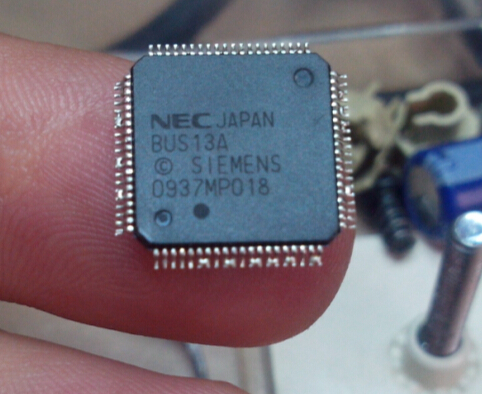 NEC JAPAN
BUS13A
© SIEMENS
0937MP018